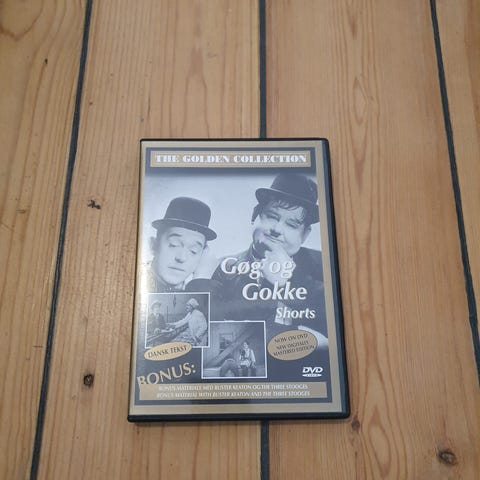 THE GOLDEN COLLECTION
Gøg og
Gokke
Shorts
DANSK TEKST
NOW ON DVD
NEW DIGITALLY
MASTERED EDITION
BONUS:
DVD
BONUS MATERIALE MED BUSTER KEATON OG THE THREE STOOGES
BONUS MATERIAL WITH BUSTER KEATON AND THE THREE STOOGES